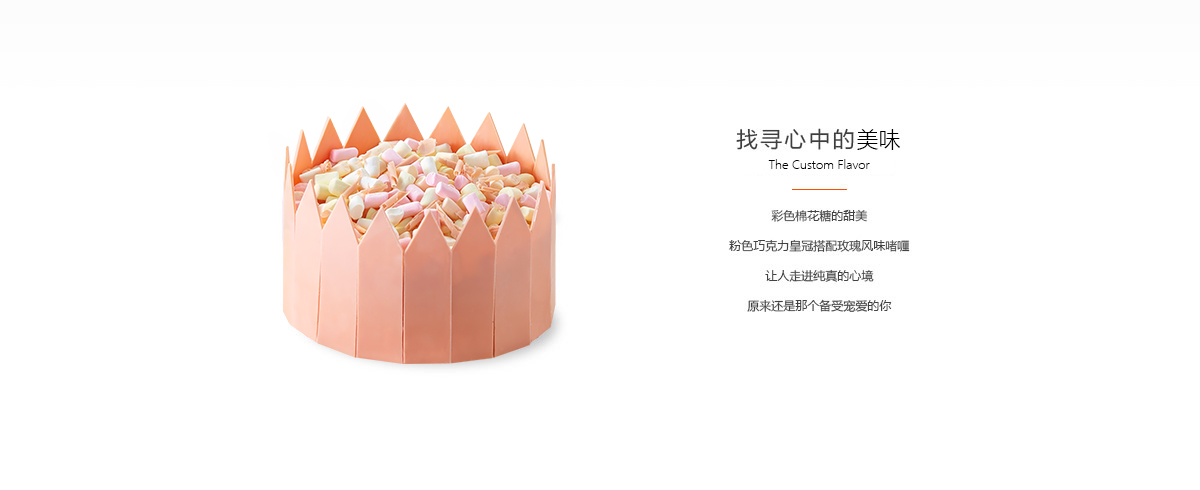 找寻心中的美味
The Custom Flavor
彩色棉花糖的甜美
粉色巧克力皇冠搭配玫瑰风味啫喱
让人走进纯真的心境
原来还是那个备受宠爱的你